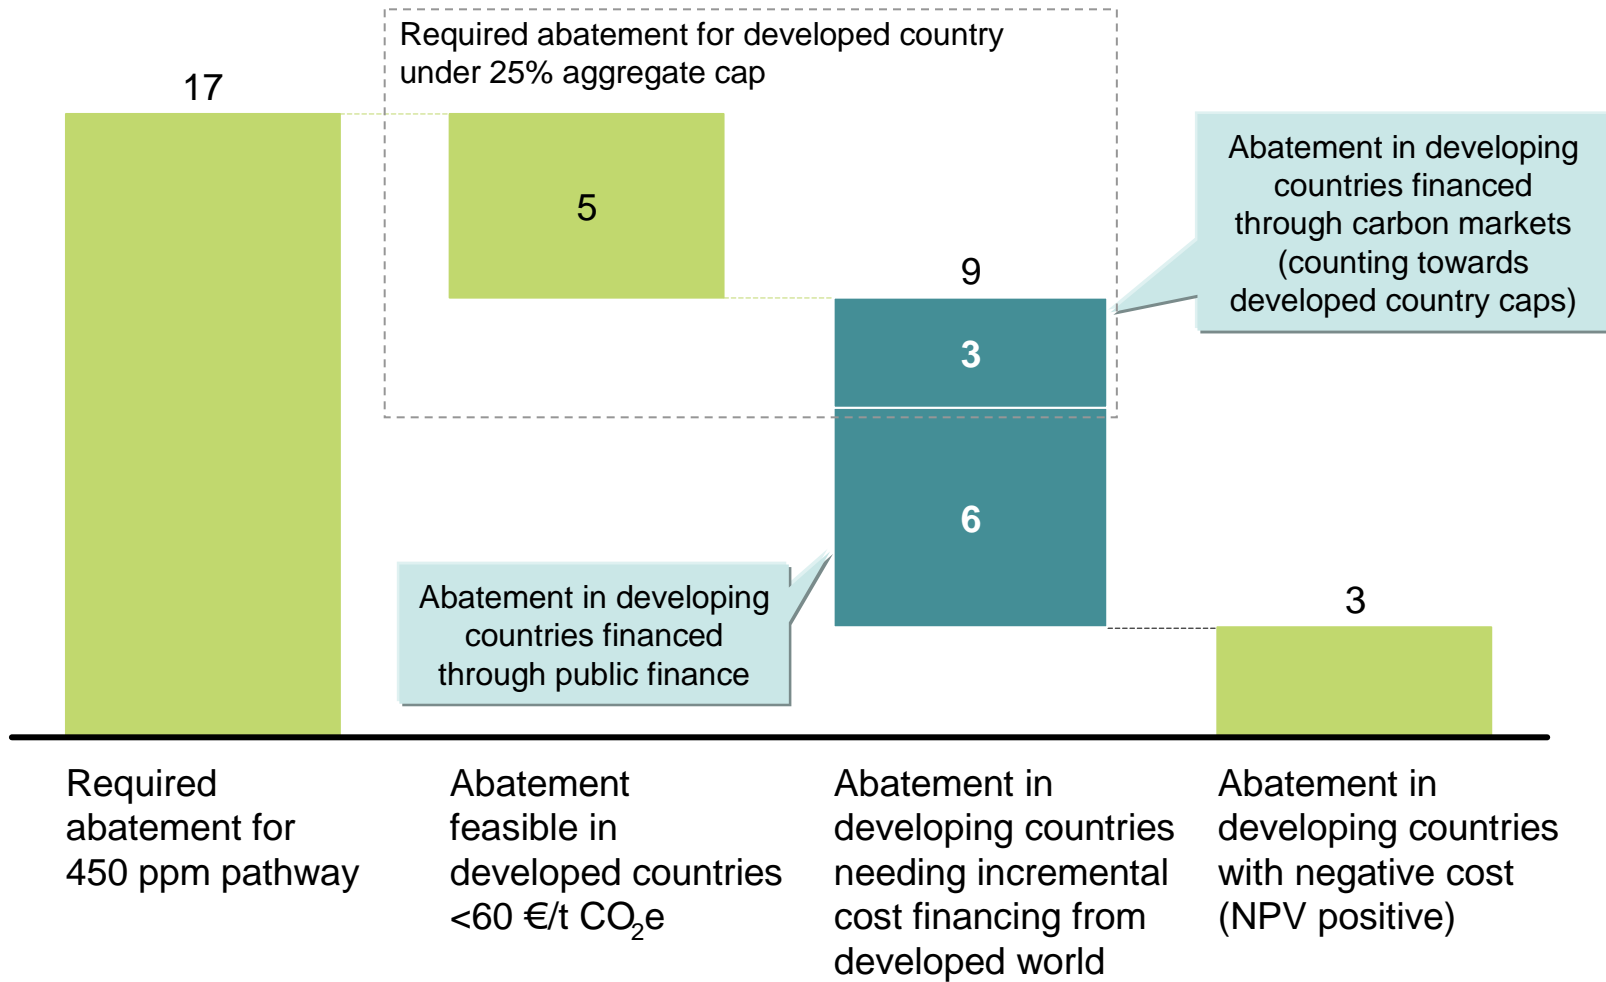 Required abatement for developed country
under 25% aggregate cap
17
5
9
3
6
3
Abatement in developing
countries financed
through carbon markets
(counting towards
developed country caps)
Abatement in developing
countries financed
through public finance
Required
abatement for
450 ppm pathway
Abatement
feasible in
developed countries
<60 €/t CO₂e
Abatement in
developing countries
needing incremental
cost financing from
developed world
Abatement in
developing countries
with negative cost
(NPV positive)